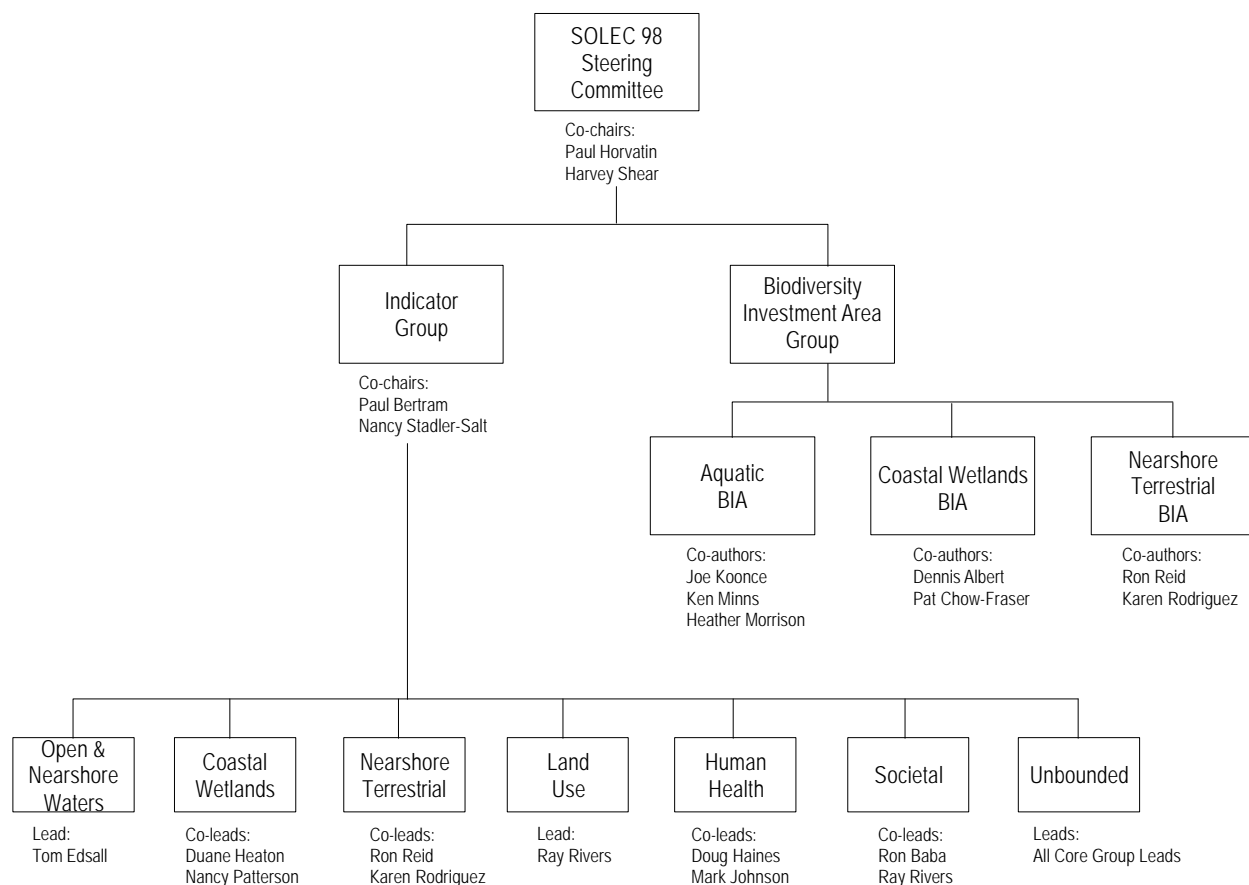 SOLEC 98
Steering
Committee
Co-chairs:
Paul Horvatin
Harvey Shear
Indicator
Group
Co-chairs:
Paul Bertram
Nancy Stadler-Salt
Biodiversity
Investment Area
Group
Aquatic
BIA
Co-authors:
Joe Koonce
Ken Minns
Heather Morrison
Coastal Wetlands
BIA
Co-authors:
Dennis Albert
Pat Chow-Fraser
Nearshore
Terrestrial
BIA
Co-authors:
Ron Reid
Karen Rodriguez
Open &
Nearshore
Waters
Lead:
Tom Edsall
Coastal
Wetlands
Co-leads:
Duane Heaton
Nancy Patterson
Nearshore
Terrestrial
Co-leads:
Ron Reid
Karen Rodriquez
Land
Use
Lead:
Ray Rivers
Human
Health
Co-leads:
Doug Haines
Mark Johnson
Societal
Co-leads:
Ron Baba
Ray Rivers
Unbounded
Leads:
All Core Group Leads